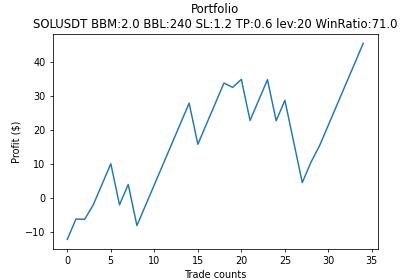 Portfolio
SOLUSDT BBM:2.0 BBL:240 SL:1.2 TP:0.6 lev:20 WinRatio:71.0
40
30
20
10
0
−10
Profit ($)
0 5 10 15 20 25 30 35
Trade counts